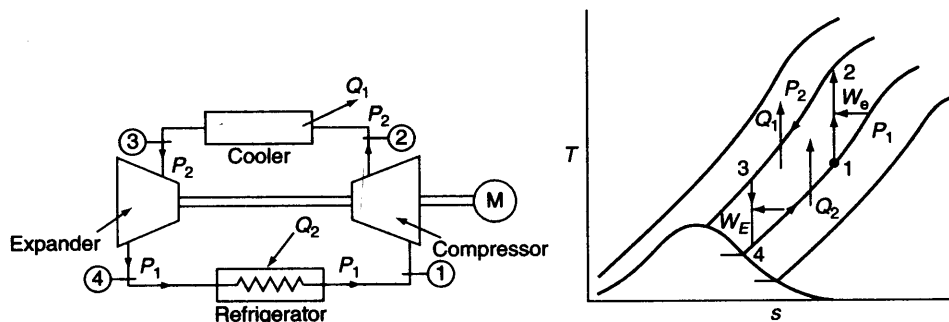 Q1
P2
3
2
Cooler
P2
M
Expander
Compressor
Q2
4
P1
P1
1
Refrigerator
T
P2
2
Q1
We
P1
3
1
WE
Q2
4
s